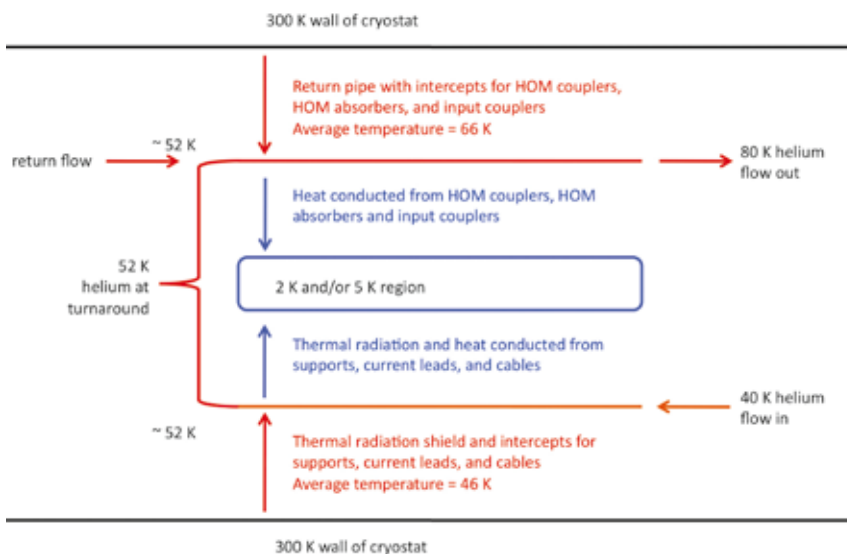 300 K wall of cryostat
Return pipe with intercepts for HOM couplers,
HOM absorbers, and input couplers
Average temperature = 66 K
~ 52 K
return flow
80 K helium
flow out
Heat conducted from HOM couplers, HOM
absorbers and input couplers
52 K
helium at
turnaround
2 K and/or 5 K region
Thermal radiation and heat conducted from
supports, current leads, and cables
40 K helium
flow in
~ 52 K
Thermal radiation shield and intercepts for
supports, current leads, and cables
Average temperature = 46 K
300 K wall of cryostat